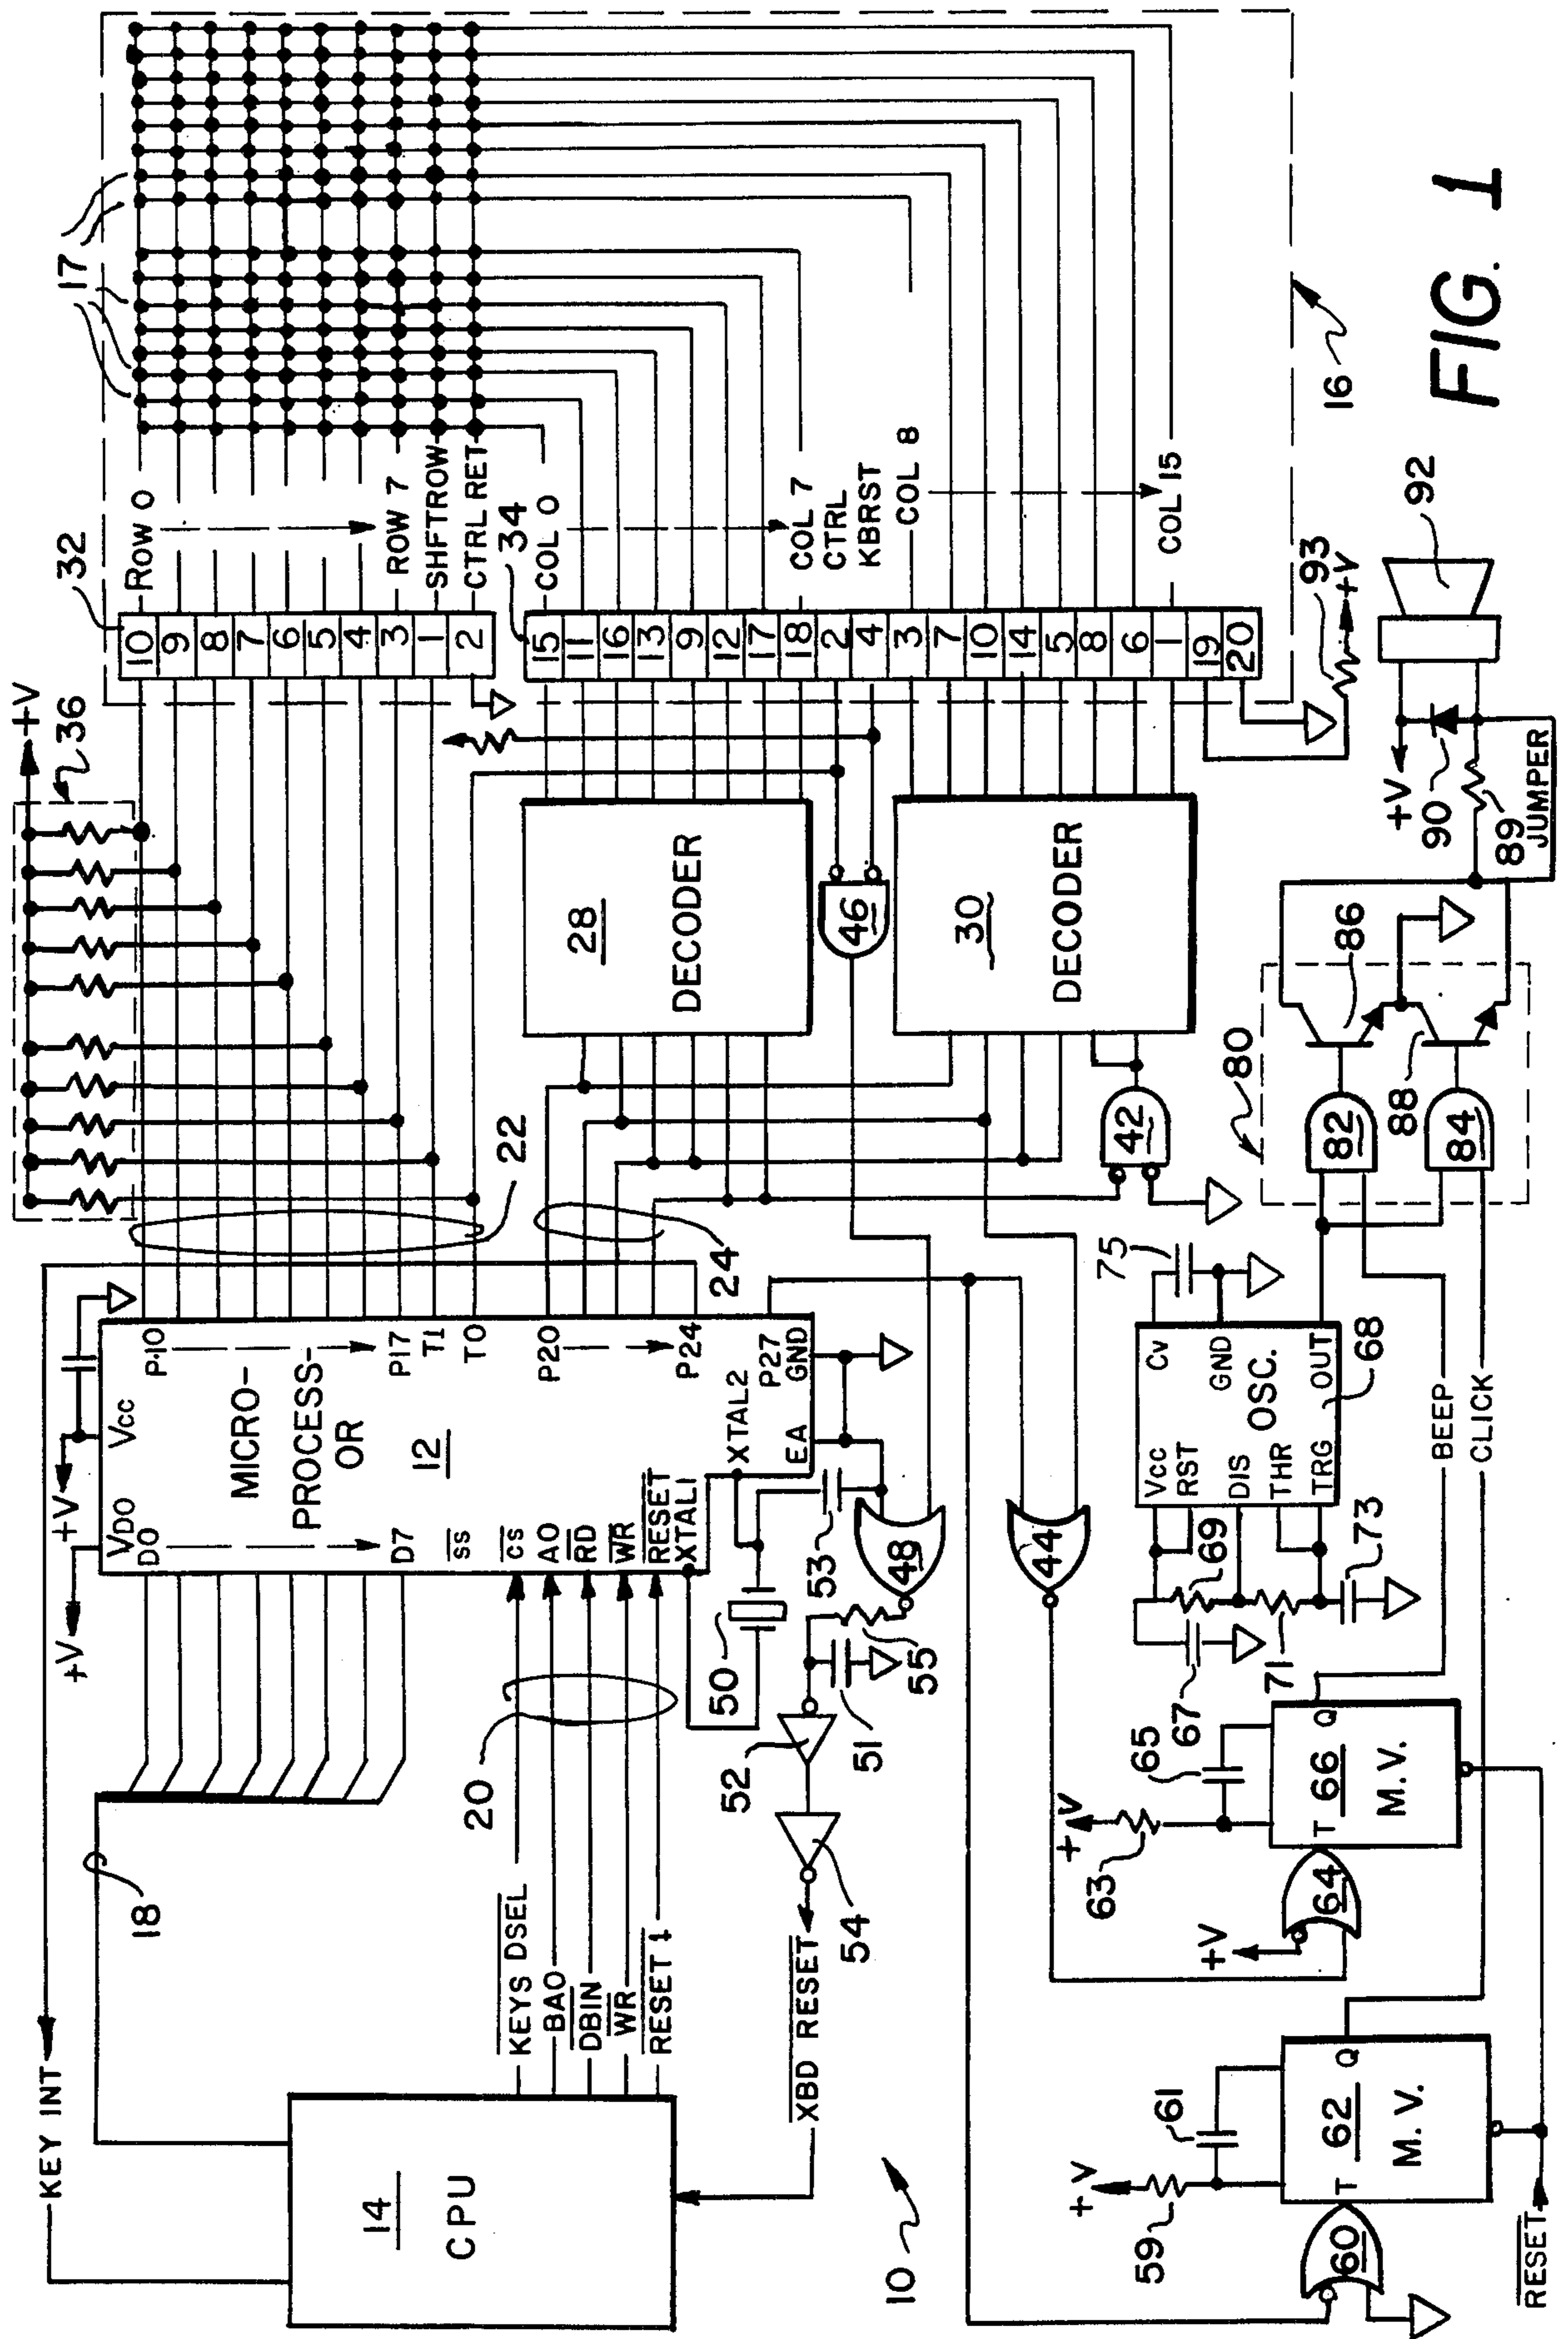 FIG. 1
10
KEY INT
14
CPU
18
20
KEYS DSEL
BAO
DBIN
WR
RESET 1
XBD RESET
+V
+V
VDO
VCC
DO
D7
SS
CS
AO
RD
WR
RESET
XTAL1
XTAL2
EA
GND
P27
P24
P20
TO
T1
P17
P10
MICRO-
PROCESS-
OR
12
22
24
36
+V
28
DECODER
30
DECODER
46
42
44
48
50
51
52
53
54
55
32
10
9
8
7
6
5
4
3
1
2
ROW 0
ROW 7
SHFTROW
CTRL RET
34
15
11
16
13
9
12
17
18
2
4
3
7
10
14
5
8
6
1
19
20
COL 0
COL 7
CTRL
KBRST
COL 8
COL 15
17
16
93
+V
RESET
60
59
+V
61
T
62
Q
M.V.
64
+V
63
+V
65
T
66
Q
M.V.
67
69
71
73
VCC
RST
DIS
THR
TRG
CV
GND
OSC.
OUT
68
75
BEEP
CLICK
80
82
84
86
88
89
JUMPER
90
+V
92